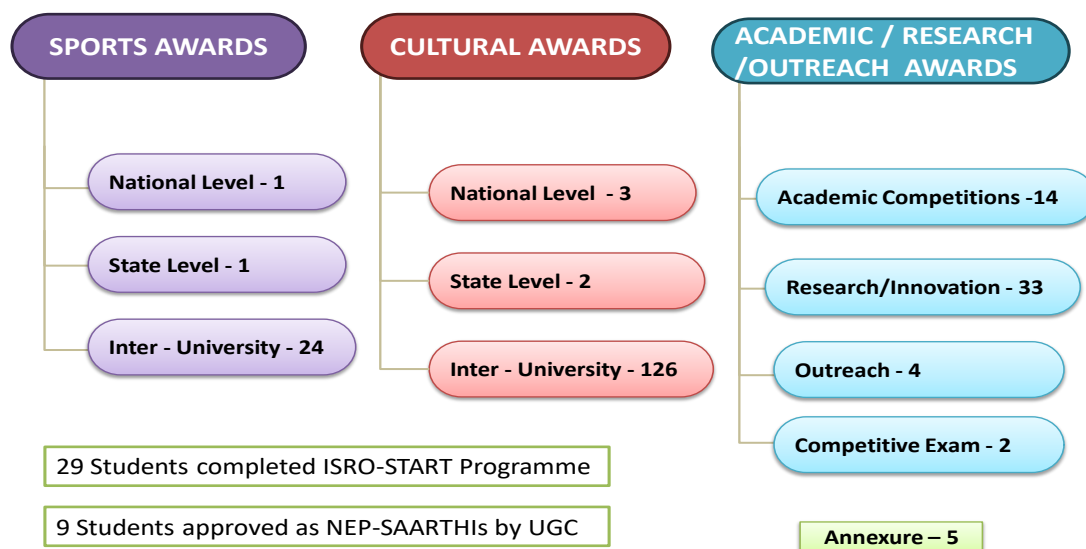 SPORTS AWARDS
National Level - 1
State Level - 1
Inter - University - 24
CULTURAL AWARDS
National Level - 3
State Level - 2
Inter - University - 126
ACADEMIC / RESEARCH
/OUTREACH AWARDS
Academic Competitions -14
Research/Innovation - 33
Outreach - 4
Competitive Exam - 2
29 Students completed ISRO-START Programme
9 Students approved as NEP-SAARTHIs by UGC
Annexure – 5